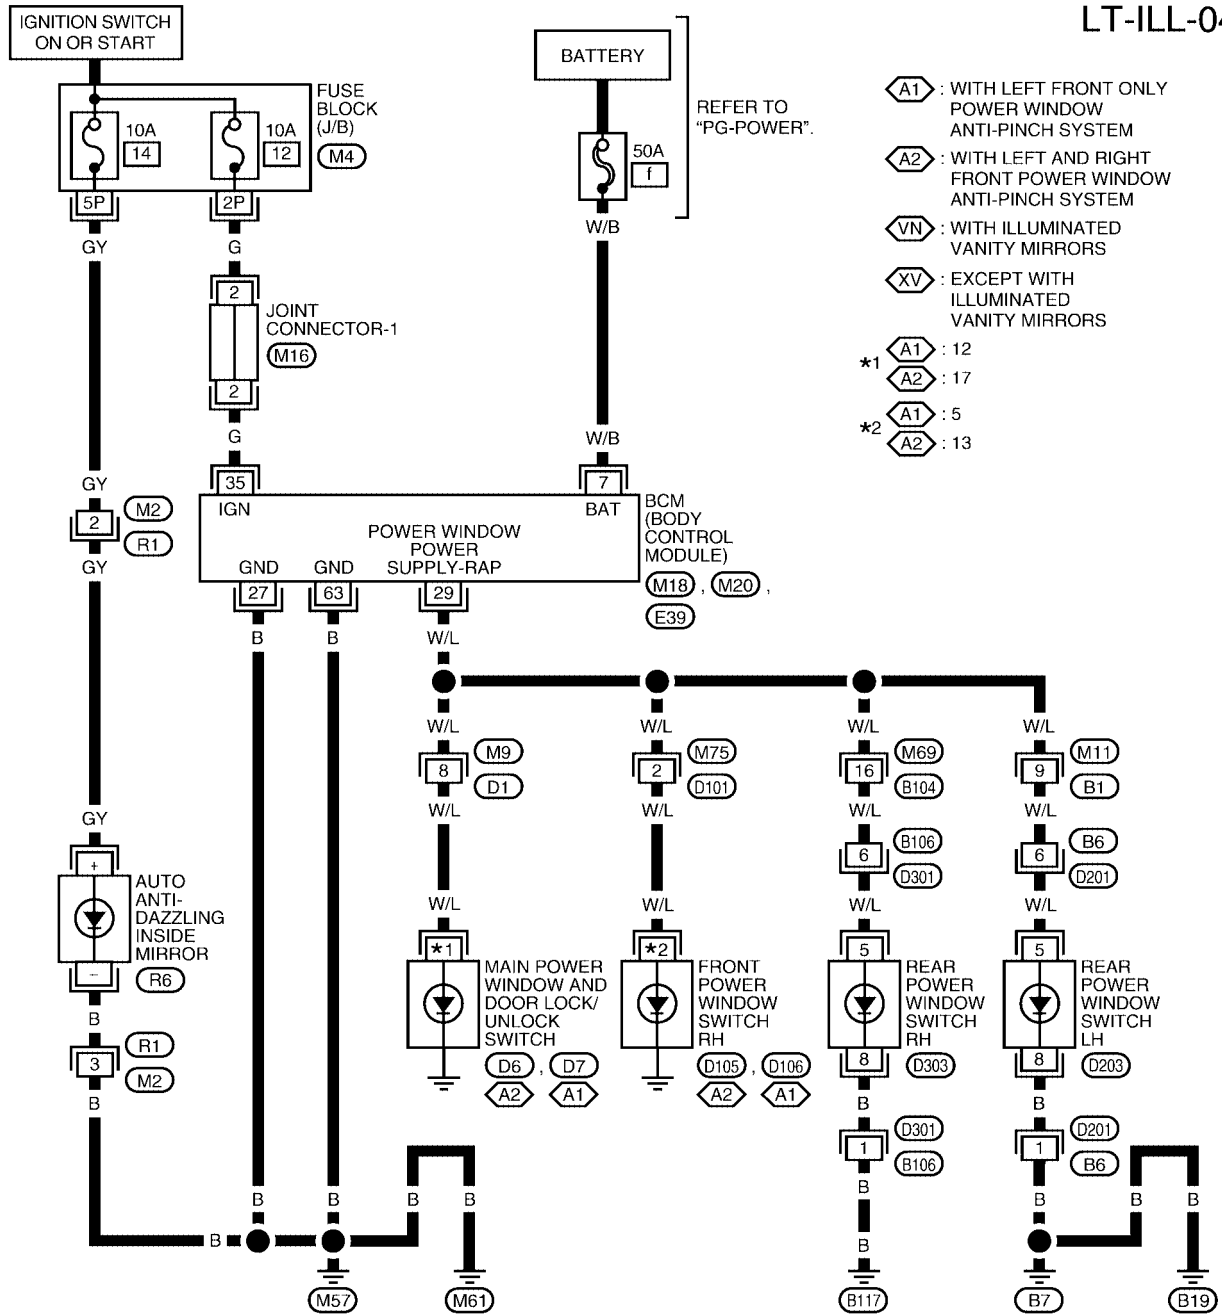 LT-ILL-04
IGNITION SWITCH
ON OR START
BATTERY
REFER TO
“PG-POWER”.
FUSE
BLOCK
(J/B)
M4
10A
14
10A
12
50A
f
5P
2P
GY
G
W/B
A1 : WITH LEFT FRONT ONLY
POWER WINDOW
ANTI-PINCH SYSTEM
A2 : WITH LEFT AND RIGHT
FRONT POWER WINDOW
ANTI-PINCH SYSTEM
VN : WITH ILLUMINATED
VANITY MIRRORS
XV : EXCEPT WITH
ILLUMINATED
VANITY MIRRORS
*1 A1 : 12
A2 : 17
*2 A1 : 5
A2 : 13
2
JOINT
CONNECTOR-1
M16
2
G
W/B
GY
2
M2
R1
GY
35
7
IGN
BAT
POWER WINDOW
POWER
SUPPLY-RAP
GND
GND
BCM
(BODY
CONTROL
MODULE)
M18 , M20 ,
E39
27
63
29
B
B
W/L
W/L
W/L
W/L
W/L
8
M9
D1
2
M75
D101
16
M69
B104
9
M11
B1
W/L
W/L
W/L
W/L
GY
6
B106
D301
6
B6
D201
W/L
W/L
W/L
W/L
+
AUTO
ANTI-
DAZZLING
INSIDE
MIRROR
R6
–
*1
MAIN POWER
WINDOW AND
DOOR LOCK/
UNLOCK
SWITCH
D6 , D7
A2 A1
*2
FRONT
POWER
WINDOW
SWITCH
RH
D105 , D106
A2 A1
5
REAR
POWER
WINDOW
SWITCH
RH
8
D303
5
REAR
POWER
WINDOW
SWITCH
LH
8
D203
B
3
R1
M2
B
B
B
1
D301
B106
1
D201
B6
B
B
B
B
B
B
B
B
B
B
B
M57
M61
B117
B7
B19